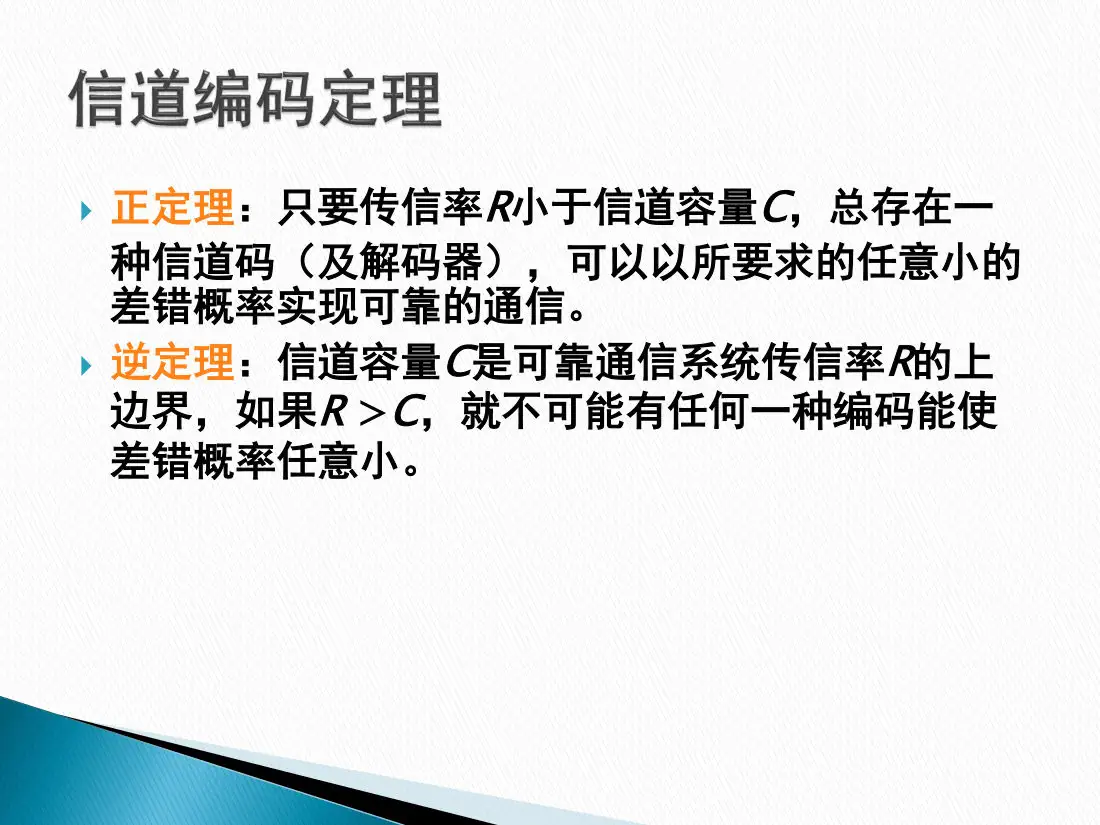 信道编码定理
正定理：只要传信率R小于信道容量C，总存在一
种信道码（及解码器），可以以所要求的任意小的
差错概率实现可靠的通信。
逆定理：信道容量C是可靠通信系统传信率R的上
边界，如果R >C，就不可能有任何一种编码能使
差错概率任意小。